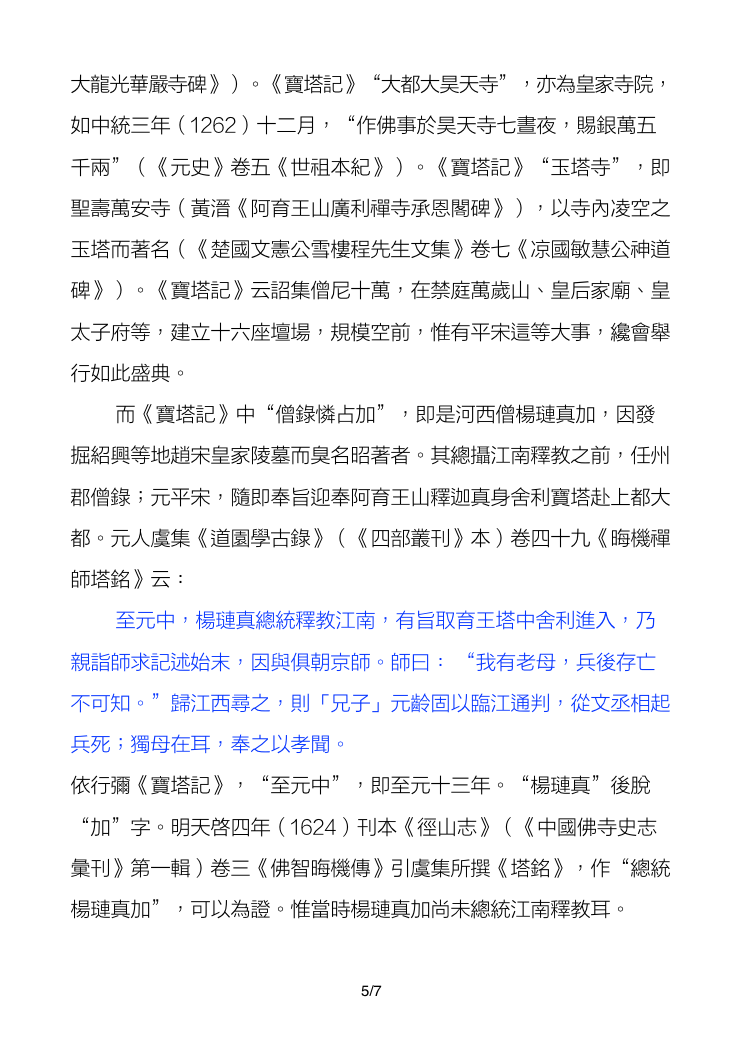 大龍光華嚴寺碑》）。《寶塔記》“大都大昊天寺”，亦為皇家寺院，
如中統三年（1262）十二月，“作佛事於昊天寺七晝夜，賜銀萬五
千兩”（《元史》卷五《世祖本紀》）。《寶塔記》“玉塔寺”，即
聖壽萬安寺（黃溍《阿育王山廣利禪寺承恩閣碑》），以寺內凌空之
玉塔而著名（《楚國文憲公雪樓程先生文集》卷七《凉國敏慧公神道
碑》）。《寶塔記》云詔集僧尼十萬，在禁庭萬歲山、皇后家廟、皇
太子府等，建立十六座壇場，規模空前，惟有平宋這等大事，纔會舉
行如此盛典。
而《寶塔記》中“僧錄憐占加”，即是河西僧楊璉真加，因發
掘紹興等地趙宋皇家陵墓而臭名昭著者。其總攝江南釋教之前，任州
郡僧錄；元平宋，隨即奉旨迎奉阿育王山釋迦真身舍利寶塔赴上都大
都。元人虞集《道園學古錄》（《四部叢刊》本）卷四十九《晦機禪
師塔銘》云：
至元中，楊璉真總統釋教江南，有旨取育王塔中舍利進入，乃
親詣師求記述始末，因與俱朝京師。師曰：“我有老母，兵後存亡
不可知。”歸江西尋之，則「兄子」元齡固以臨江通判，從文丞相起
兵死；獨母在耳，奉之以孝聞。
依行彌《寶塔記》，“至元中”，即至元十三年。“楊璉真”後脫
“加”字。明天啓四年（1624）刊本《徑山志》（《中國佛寺史志
彙刊》第一輯）卷三《佛智晦機傳》引虞集所撰《塔銘》，作“總統
楊璉真加”，可以為證。惟當時楊璉真加尚未總統江南釋教耳。
5/7